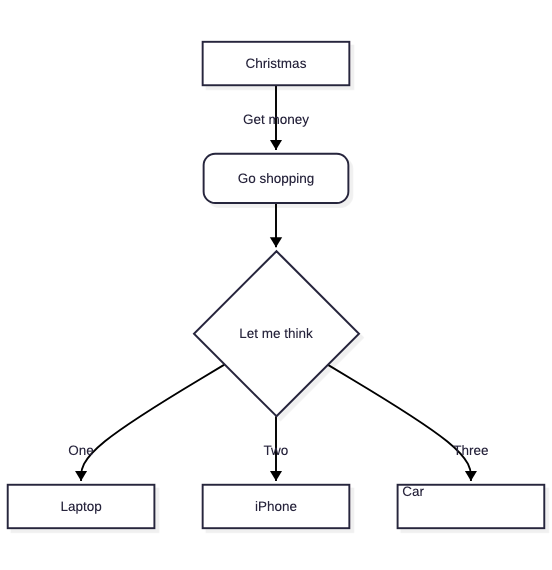 Christmas
Get money
Go shopping
Let me think
One
Two
Three
Laptop
iPhone
Car